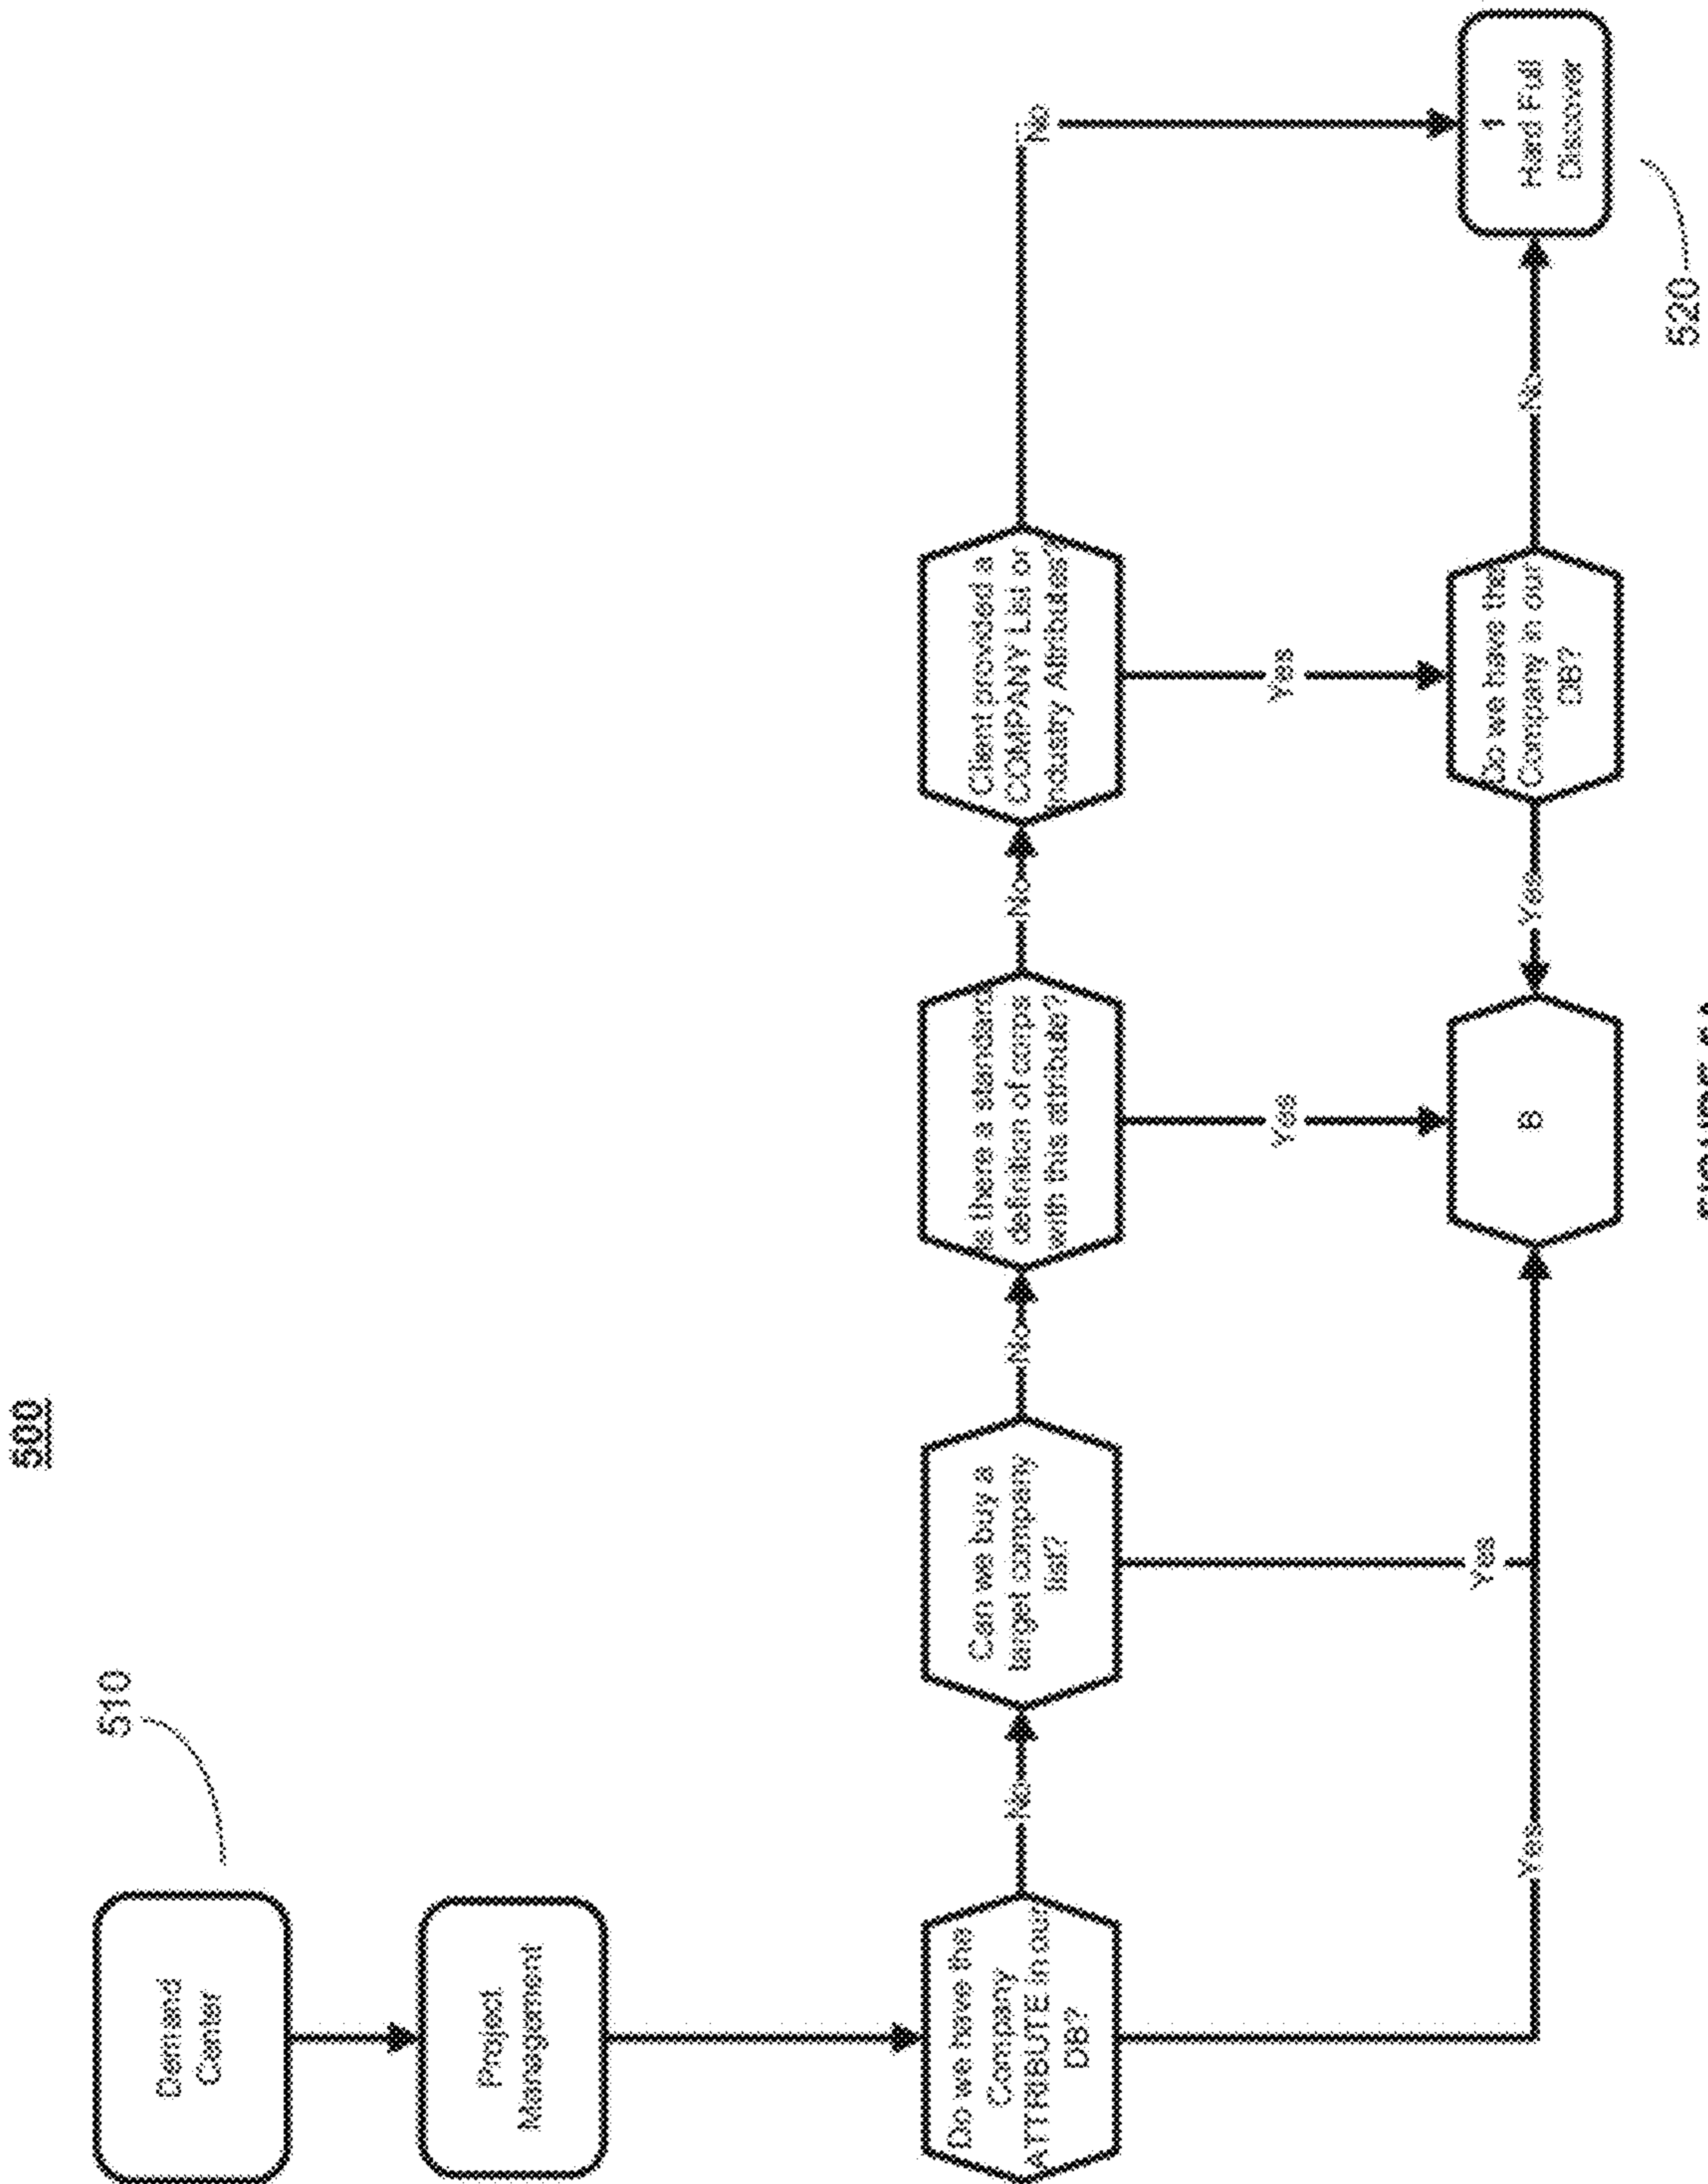 500
510
Demand
Center
Project
Management
Do we have the
Company
ATTRIBUTE in our
DB?
No
Can we buy a
target company
list?
No
Is there a standard
definition of corps
with this attribute?
No
Client provided a
COMPANY List or
Industry Attributes?
No
Yes
Yes
Yes
Yes
B
Yes
Do we have the
Company in our
DB?
No
1
Hard Full
Discover
520